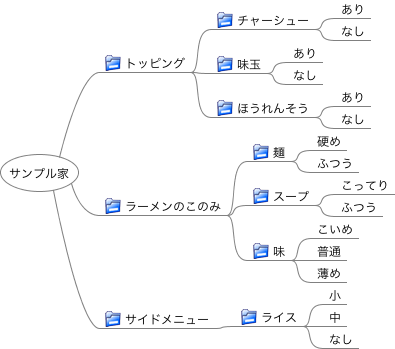 サンプル家
トッピング
チャーシュー
あり
なし
味玉
あり
なし
ほうれんそう
あり
なし
ラーメンのこのみ
麺
硬め
ふつう
スープ
こってり
ふつう
味
こいめ
普通
薄め
サイドメニュー
ライス
小
中
なし